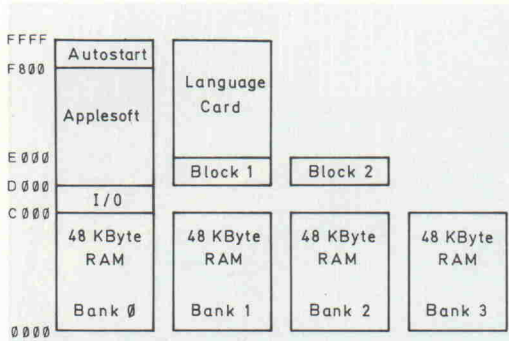 FFFF
F800
E000
D000
C000
0000
Autostart
Applesoft
I/O
48 KByte
RAM
Bank 0
Language
Card
Block 1
48 KByte
RAM
Bank 1
Block 2
48 KByte
RAM
Bank 2
48 KByte
RAM
Bank 3